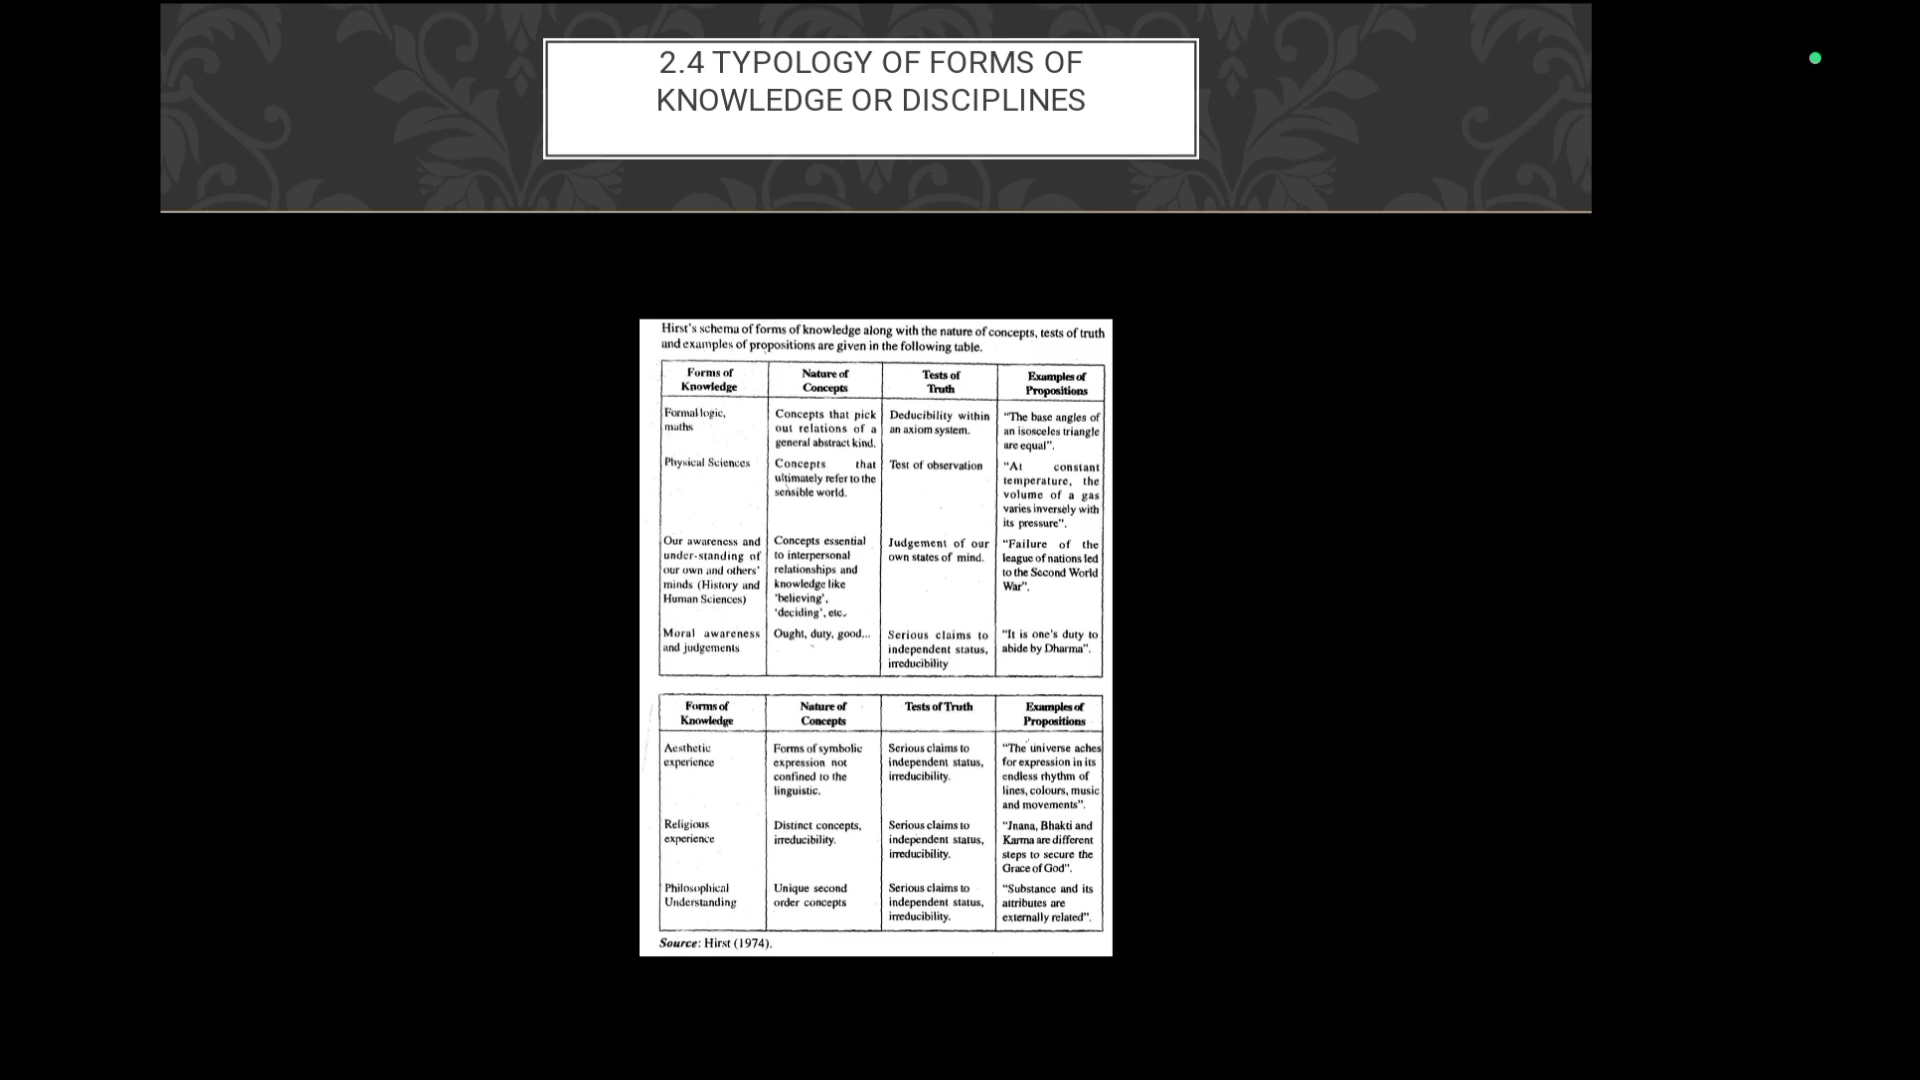 2.4 TYPOLOGY OF FORMS OF
KNOWLEDGE OR DISCIPLINES
Hirst's schema of forms of knowledge along with the nature of concepts, tests of truth
and examples of propositions are given in the following table.
Forms of
Knowledge
Nature of
Concepts
Tests of
Truth
Examples of
Propositions
Formal logic,
maths
Concepts that pick
out relations of a
general abstract kind.
Deducibility within
an axiom system.
"The base angles of
an isosceles triangle
are equal".
Physical Sciences
Concepts that
ultimately refer to the
sensible world.
Test of observation
"At constant
temperature, the
volume of a gas
varies inversely with
its pressure".
Our awareness and
under-standing of
our own and others'
minds (History and
Human Sciences)
Concepts essential
to interpersonal
relationships and
knowledge like
'believing',
'deciding', etc.
Judgement of our
own states of mind.
"Failure of the
league of nations led
to the Second World
War".
Moral awareness
and judgements
Ought, duty, good...
Serious claims to
independent status,
irreducibility
"It is one's duty to
abide by Dharma".
Forms of
Knowledge
Nature of
Concepts
Tests of Truth
Examples of
Propositions
Aesthetic
experience
Forms of symbolic
expression not
confined to the
linguistic.
Serious claims to
independent status,
irreducibility.
"The universe aches
for expression in its
endless rhythm of
lines, colours, music
and movements".
Religious
experience
Distinct concepts,
irreducibility.
Serious claims to
independent status,
irreducibility.
"Jnana, Bhakti and
Karma are different
steps to secure the
Grace of God".
Philosophical
Understanding
Unique second
order concepts
Serious claims to
independent status,
irreducibility.
"Substance and its
attributes are
externally related".
Source: Hirst (1974).